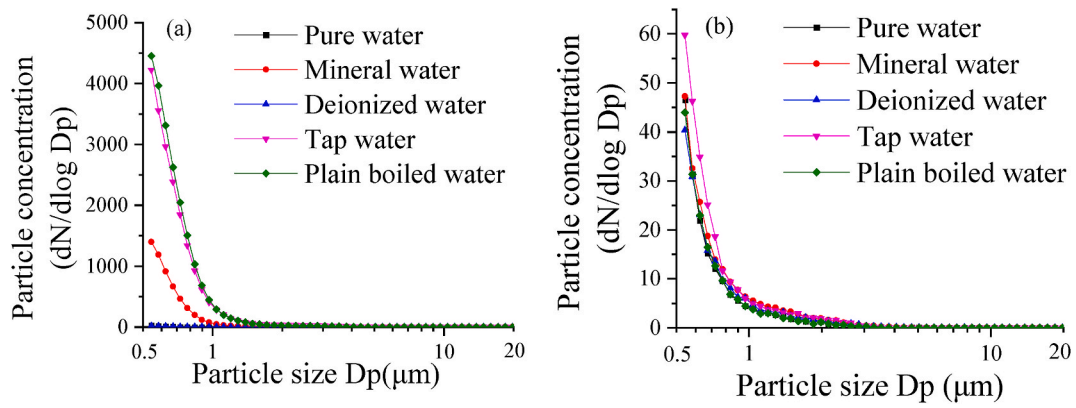 (a)
Pure water
Mineral water
Deionized water
Tap water
Plain boiled water
5000
4000
3000
2000
1000
0
0.5
1
10
20
Particle size Dp(μm)
Particle concentration
(dN/dlog Dp)
(b)
Pure water
Mineral water
Deionized water
Tap water
Plain boiled water
60
50
40
30
20
10
0
0.5
1
10
20
Particle size Dp (μm)
Particle concentration
(dN/dlog Dp)